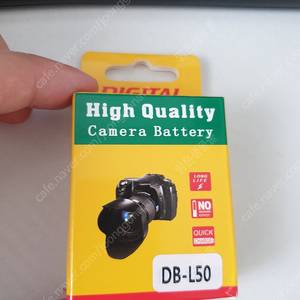 DIGITAL
High Quality
Camera Battery
LONG
LIFE
NO
QUICK
DB-L50